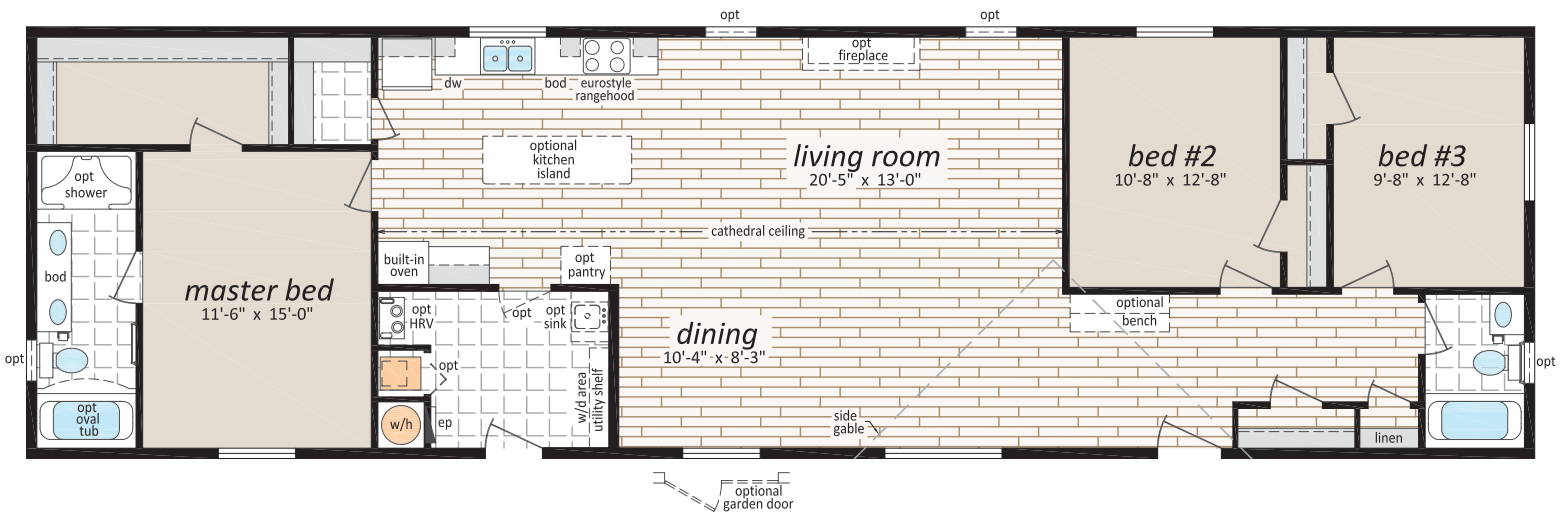 opt
opt
opt
fireplace
dw
bod
eurostyle
rangehood
optional
kitchen
island
living room
20'-5" x 13'-0"
bed #2
10'-8" x 12'-8"
bed #3
9'-8" x 12'-8"
opt
shower
cathedral ceiling
built-in
oven
opt
pantry
bod
master bed
11'-6" x 15'-0"
opt
HRV
opt
opt
sink
optional
bench
dining
10'-4" x 8'-3"
opt
opt
opt
w/d area
utility shelf
opt
oval
tub
w/h
ep
side
gable
linen
optional
garden door